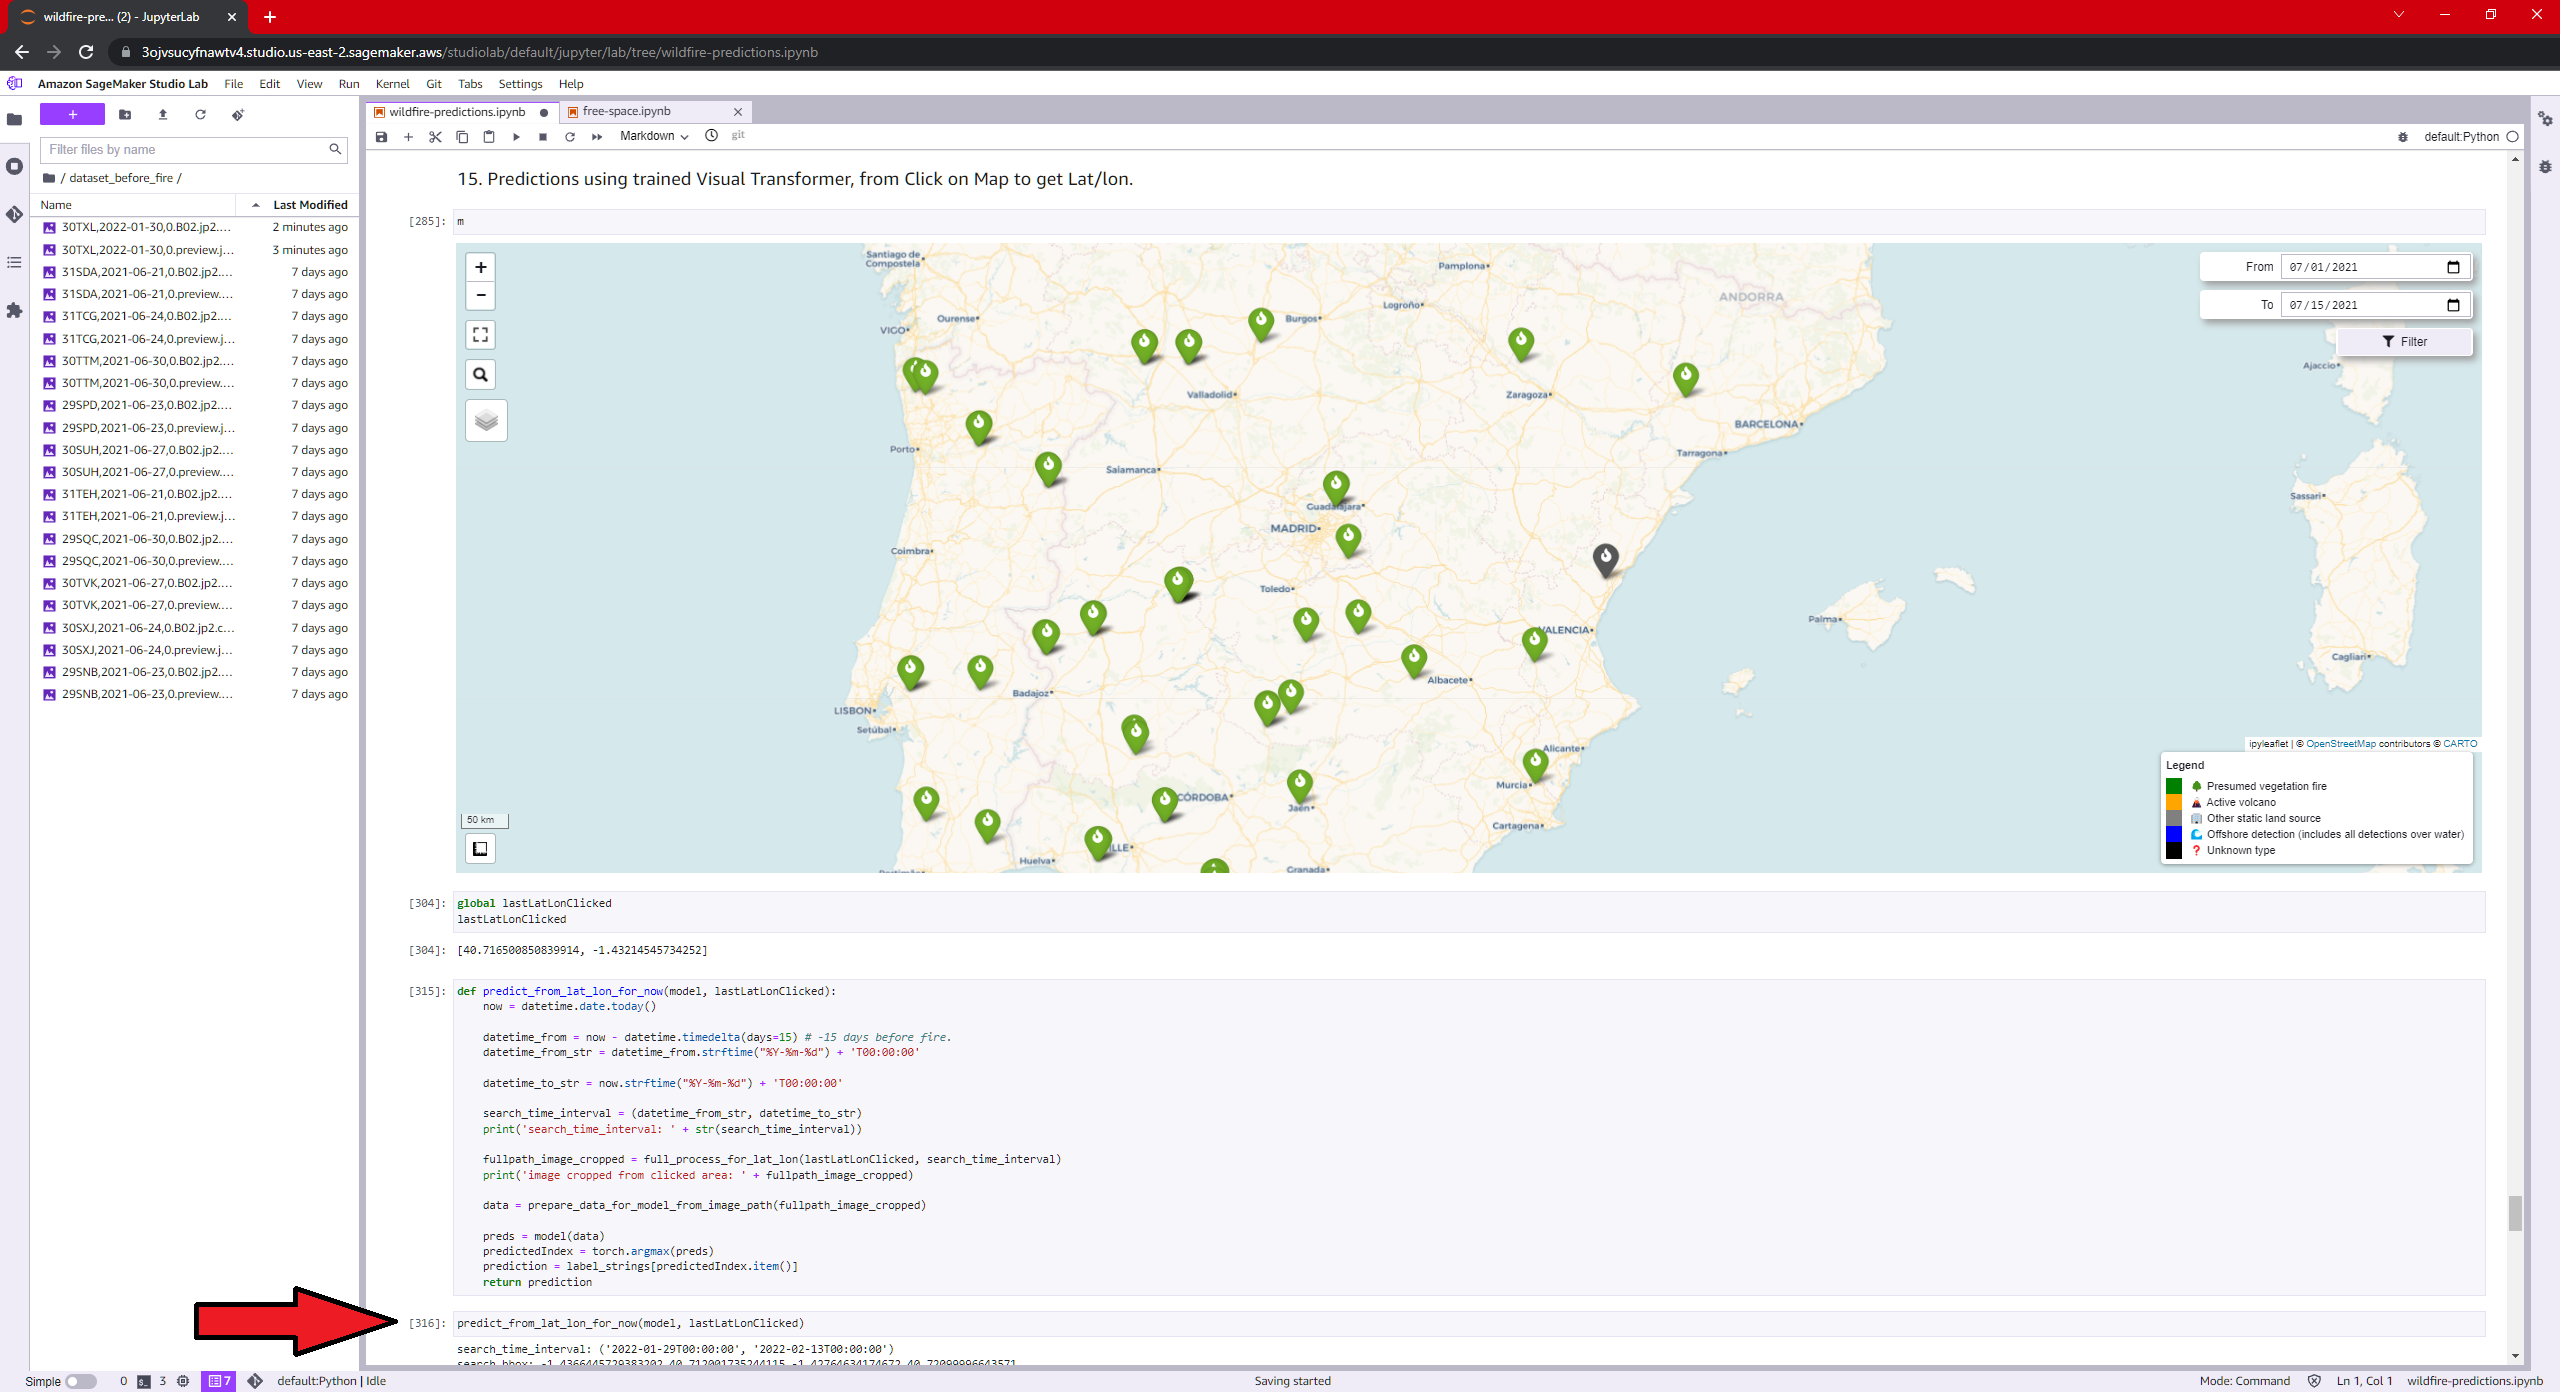 wildfire-pre... (2) - JupyterLab
3ojvsucyfnawtv4.studio.us-east-2.sagemaker.aws/studiolab/default/jupyter/lab/tree/wildfire-predictions.ipynb
Amazon SageMaker Studio Lab File Edit View Run Kernel Git Tabs Settings Help
wildfire-predictions.ipynb free-space.ipynb
Markdown git default:Python
Filter files by name
/ dataset_before_fire /
Name Last Modified
30TXL,2022-01-30,0.B02.jp2.... 2 minutes ago
30TXL,2022-01-30,0.preview.j... 3 minutes ago
31SDA,2021-06-21,0.B02.jp2.... 7 days ago
31SDA,2021-06-21,0.preview.... 7 days ago
31TCG,2021-06-24,0.B02.jp2.... 7 days ago
31TCG,2021-06-24,0.preview.j... 7 days ago
30TTM,2021-06-30,0.B02.jp2... 7 days ago
30TTM,2021-06-30,0.preview... 7 days ago
29SPD,2021-06-23,0.B02.jp2... 7 days ago
29SPD,2021-06-23,0.preview.j... 7 days ago
30SUH,2021-06-27,0.B02.jp2... 7 days ago
30SUH,2021-06-27,0.preview... 7 days ago
31TEH,2021-06-21,0.B02.jp2.... 7 days ago
31TEH,2021-06-21,0.preview.j... 7 days ago
29SQC,2021-06-30,0.B02.jp2... 7 days ago
29SQC,2021-06-30,0.preview... 7 days ago
30TVK,2021-06-27,0.B02.jp2.... 7 days ago
30TVK,2021-06-27,0.preview.... 7 days ago
30SXJ,2021-06-24,0.B02.jp2.c... 7 days ago
30SXJ,2021-06-24,0.preview.j... 7 days ago
29SNB,2021-06-23,0.B02.jp2... 7 days ago
29SNB,2021-06-23,0.preview.... 7 days ago
15. Predictions using trained Visual Transformer, from Click on Map to get Lat/lon.
[285]: m
+
−
From 07/01/2021
To 07/15/2021
Filter
Santiago de Compostela
Pamplona
Logroño
ANDORRA
VIGO
Ourense
Burgos
Ajaccio
Valladolid
Zaragoza
BARCELONA
Porto
Salamanca
Tarragona
Sassari
Guadalajara
MADRID
Coimbra
Toledo
Palma
VALENCIA
Cagliari
Badajoz
Albacete
LISBON
Setúbal
Alicante
Murcia
CÓRDOBA
Jaén
Cartagena
ILLE
Huelva
Granada
50 km
ipyleaflet | © OpenStreetMap contributors © CARTO
Legend
Presumed vegetation fire
Active volcano
Other static land source
Offshore detection (includes all detections over water)
Unknown type
[304]: global lastLatLonClicked
lastLatLonClicked
[304]: [40.716500850839914, -1.43214545734252]
[315]: def predict_from_lat_lon_for_now(model, lastLatLonClicked):
now = datetime.date.today()
datetime_from = now - datetime.timedelta(days=15) # -15 days before fire.
datetime_from_str = datetime_from.strftime("%Y-%m-%d") + 'T00:00:00'
datetime_to_str = now.strftime("%Y-%m-%d") + 'T00:00:00'
search_time_interval = (datetime_from_str, datetime_to_str)
print('search_time_interval: ' + str(search_time_interval))
fullpath_image_cropped = full_process_for_lat_lon(lastLatLonClicked, search_time_interval)
print('image cropped from clicked area: ' + fullpath_image_cropped)
data = prepare_data_for_model_from_image_path(fullpath_image_cropped)
preds = model(data)
predictedIndex = torch.argmax(preds)
prediction = label_strings[predictedIndex.item()]
return prediction
[316]: predict_from_lat_lon_for_now(model, lastLatLonClicked)
search_time_interval: ('2022-01-29T00:00:00', '2022-02-13T00:00:00')
Simple 0 3 7 default:Python | Idle Saving started Mode: Command Ln 1, Col 1 wildfire-predictions.ipynb